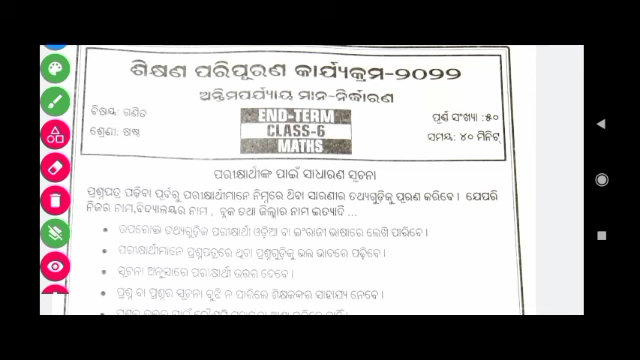 ଶିକ୍ଷଣ ପରିପୂରଣ କାର୍ଯ୍ୟକ୍ରମ-୨୦୨୨
ଅନ୍ତିମପର୍ଯ୍ୟାୟ ମାନ-ନିର୍ଦ୍ଧାରଣ
ବିଷୟ: ଗଣିତ
ଶ୍ରେଣୀ: ଷଷ୍ଠ
END-TERM
CLASS-6
MATHS
ପୂର୍ଣ୍ଣ ସଂଖ୍ୟା :୫୦
ସମୟ: ୪୦ ମିନିଟ୍
ପରୀକ୍ଷାର୍ଥୀଙ୍କ ପାଇଁ ସାଧାରଣ ସୂଚନା
ପ୍ରଶ୍ନପତ୍ର ପଢ଼ିବା ପୂର୍ବରୁ ପରୀକ୍ଷାର୍ଥୀମାନେ ନିମ୍ନରେ ଥିବା ସାରଣୀର ତଥ୍ୟଗୁଡ଼ିକୁ ପୂରଣ କରିବେ । ଯେପରି
ନିଜର ନାମ,ବିଦ୍ୟାଳୟର ନାମ , ବ୍ଲକ ତଥା ଜିଲ୍ଲାର ନାମ ଇତ୍ୟାଦି ...
• ଉପରୋକ୍ତ ତଥ୍ୟଗୁଡ଼ିକ ପରୀକ୍ଷାର୍ଥୀ ଓଡ଼ିଆ ବା ଇଂରାଜୀ ଭାଷାରେ ଲେଖି ପାରିବେ ।
• ପରୀକ୍ଷାର୍ଥୀମାନେ ପ୍ରଶ୍ନପତ୍ରରେ ଥିବା ପ୍ରଶ୍ନଗୁଡ଼ିକୁ ଭଲ ଭାବରେ ପଢ଼ିବେ ।
• ସୂଚନା ଅନୁସାରେ ପରୀକ୍ଷାର୍ଥୀ ଉତ୍ତର ଦେବେ ।
• ପ୍ରଶ୍ନ ବା ପ୍ରଶ୍ନର ସୂଚନା ବୁଝି ନ ପାରିଲେ ଶିକ୍ଷକଙ୍କର ସାହାଯ୍ୟ ନେବେ ।